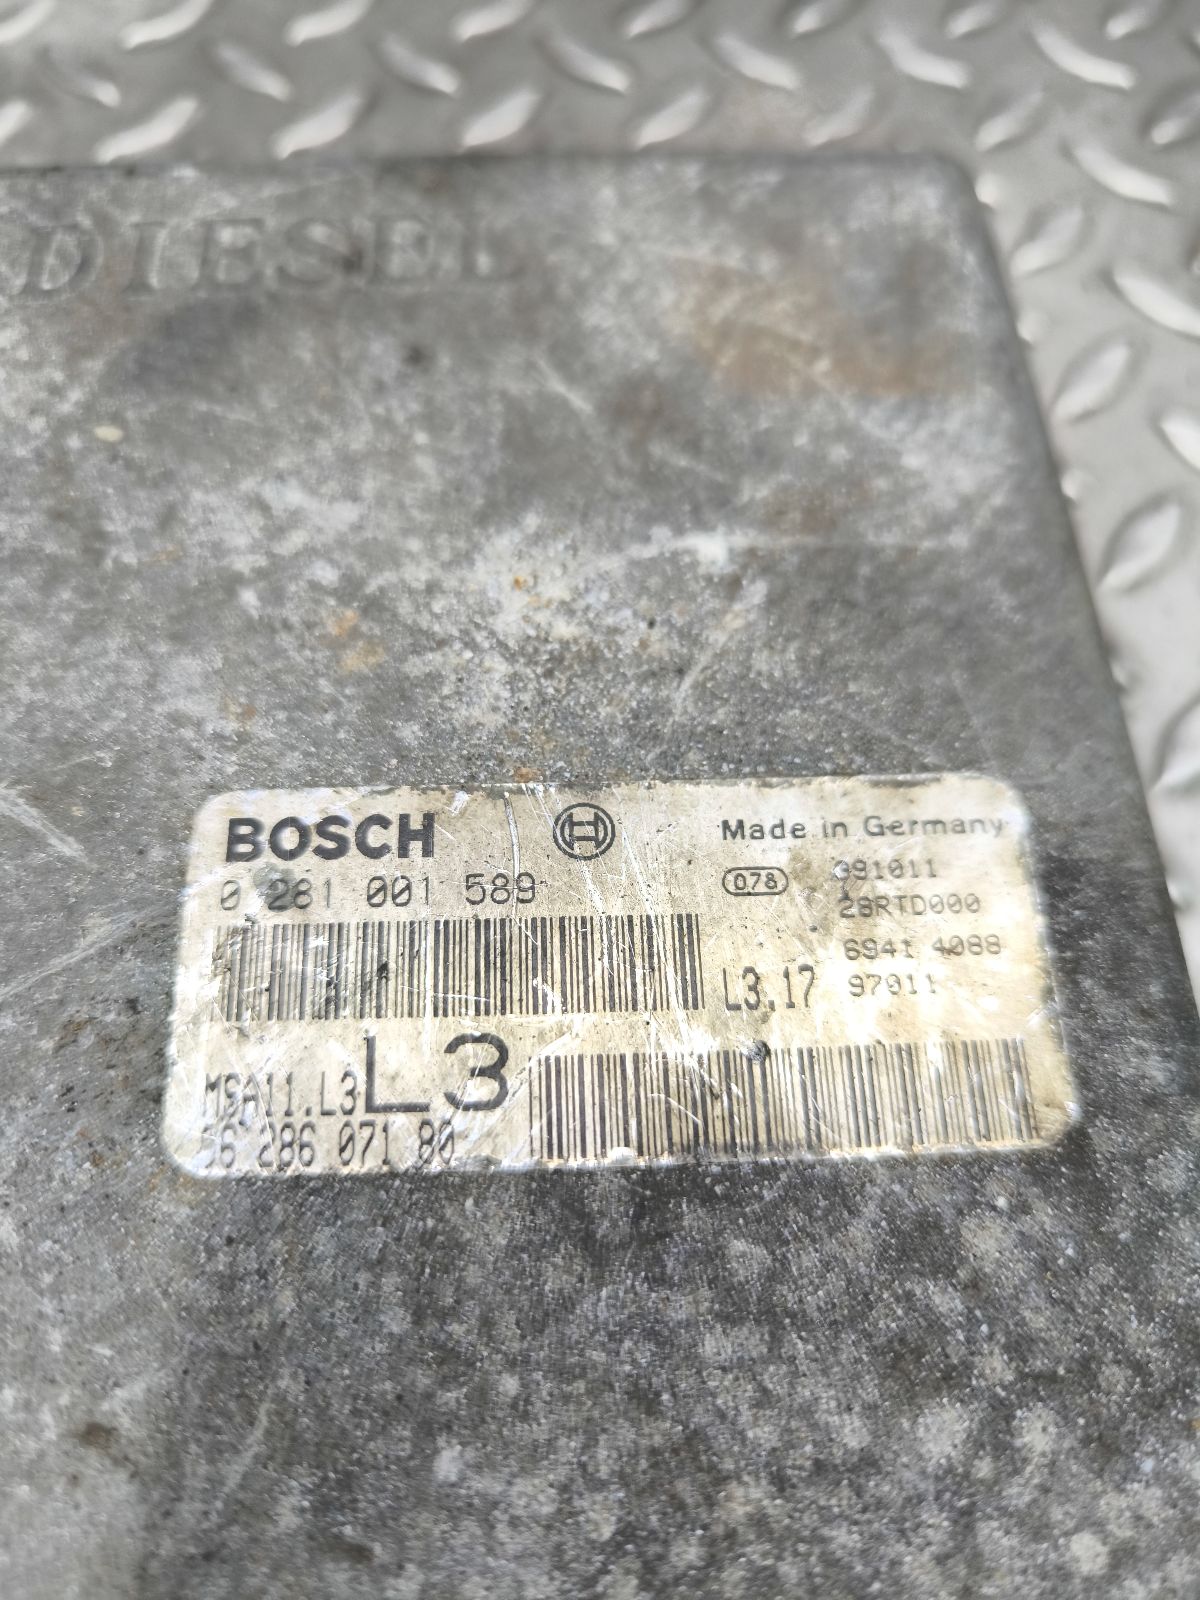 DIESEL
BOSCH
Made in Germany
0 281 001 589
078
391011
28RTD000
6941 4088
L3.17
97011
MSA11.L3
L3
96 286 071 80